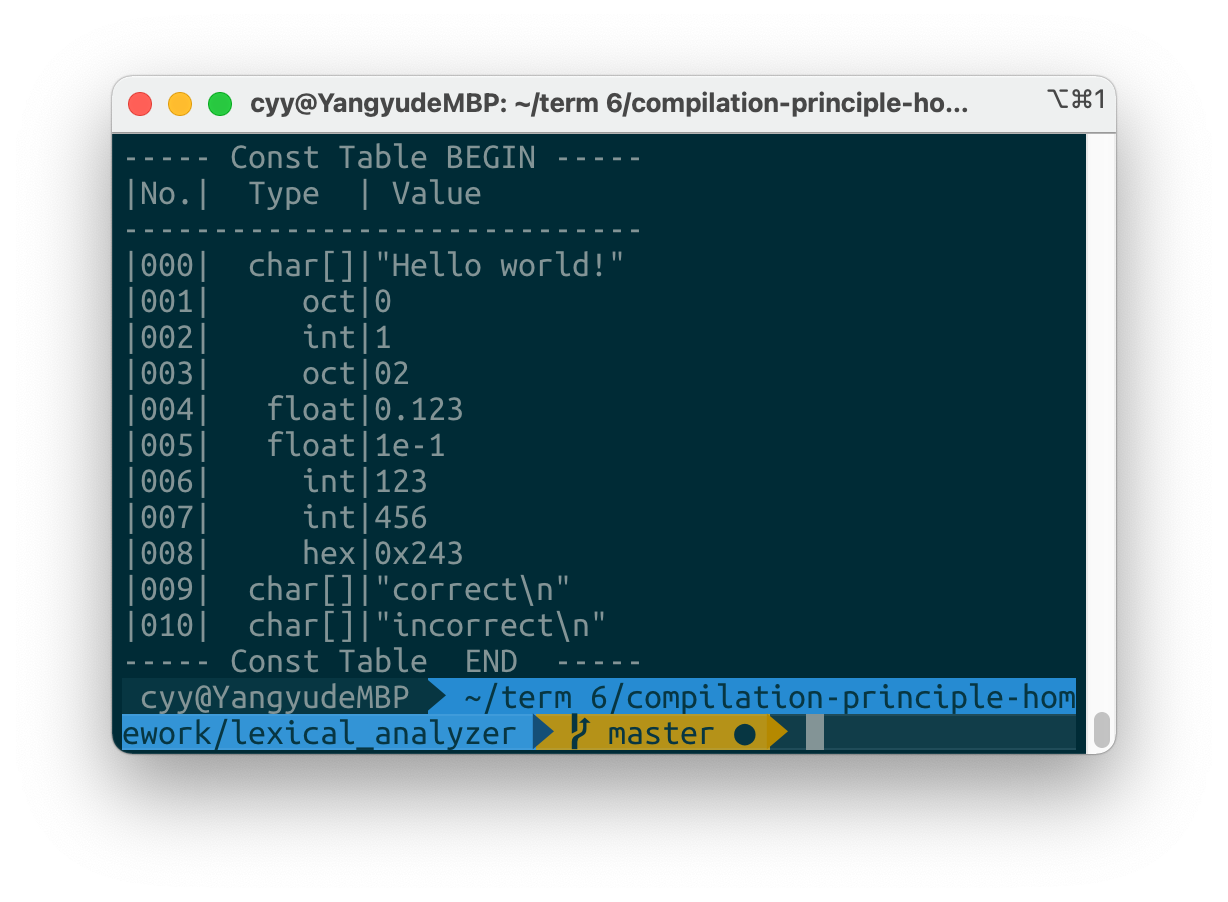 cyy@YangyudeMBP: ~/term 6/compilation-principle-ho... ⌥⌘1
----- Const Table BEGIN -----
|No.|  Type  | Value
-----------------------------
|000|  char[]|"Hello world!"
|001|     oct|0
|002|     int|1
|003|     oct|02
|004|   float|0.123
|005|   float|1e-1
|006|     int|123
|007|     int|456
|008|     hex|0x243
|009|  char[]|"correct\n"
|010|  char[]|"incorrect\n"
----- Const Table  END  -----
cyy@YangyudeMBP ~/term 6/compilation-principle-hom
ework/lexical_analyzer master ●